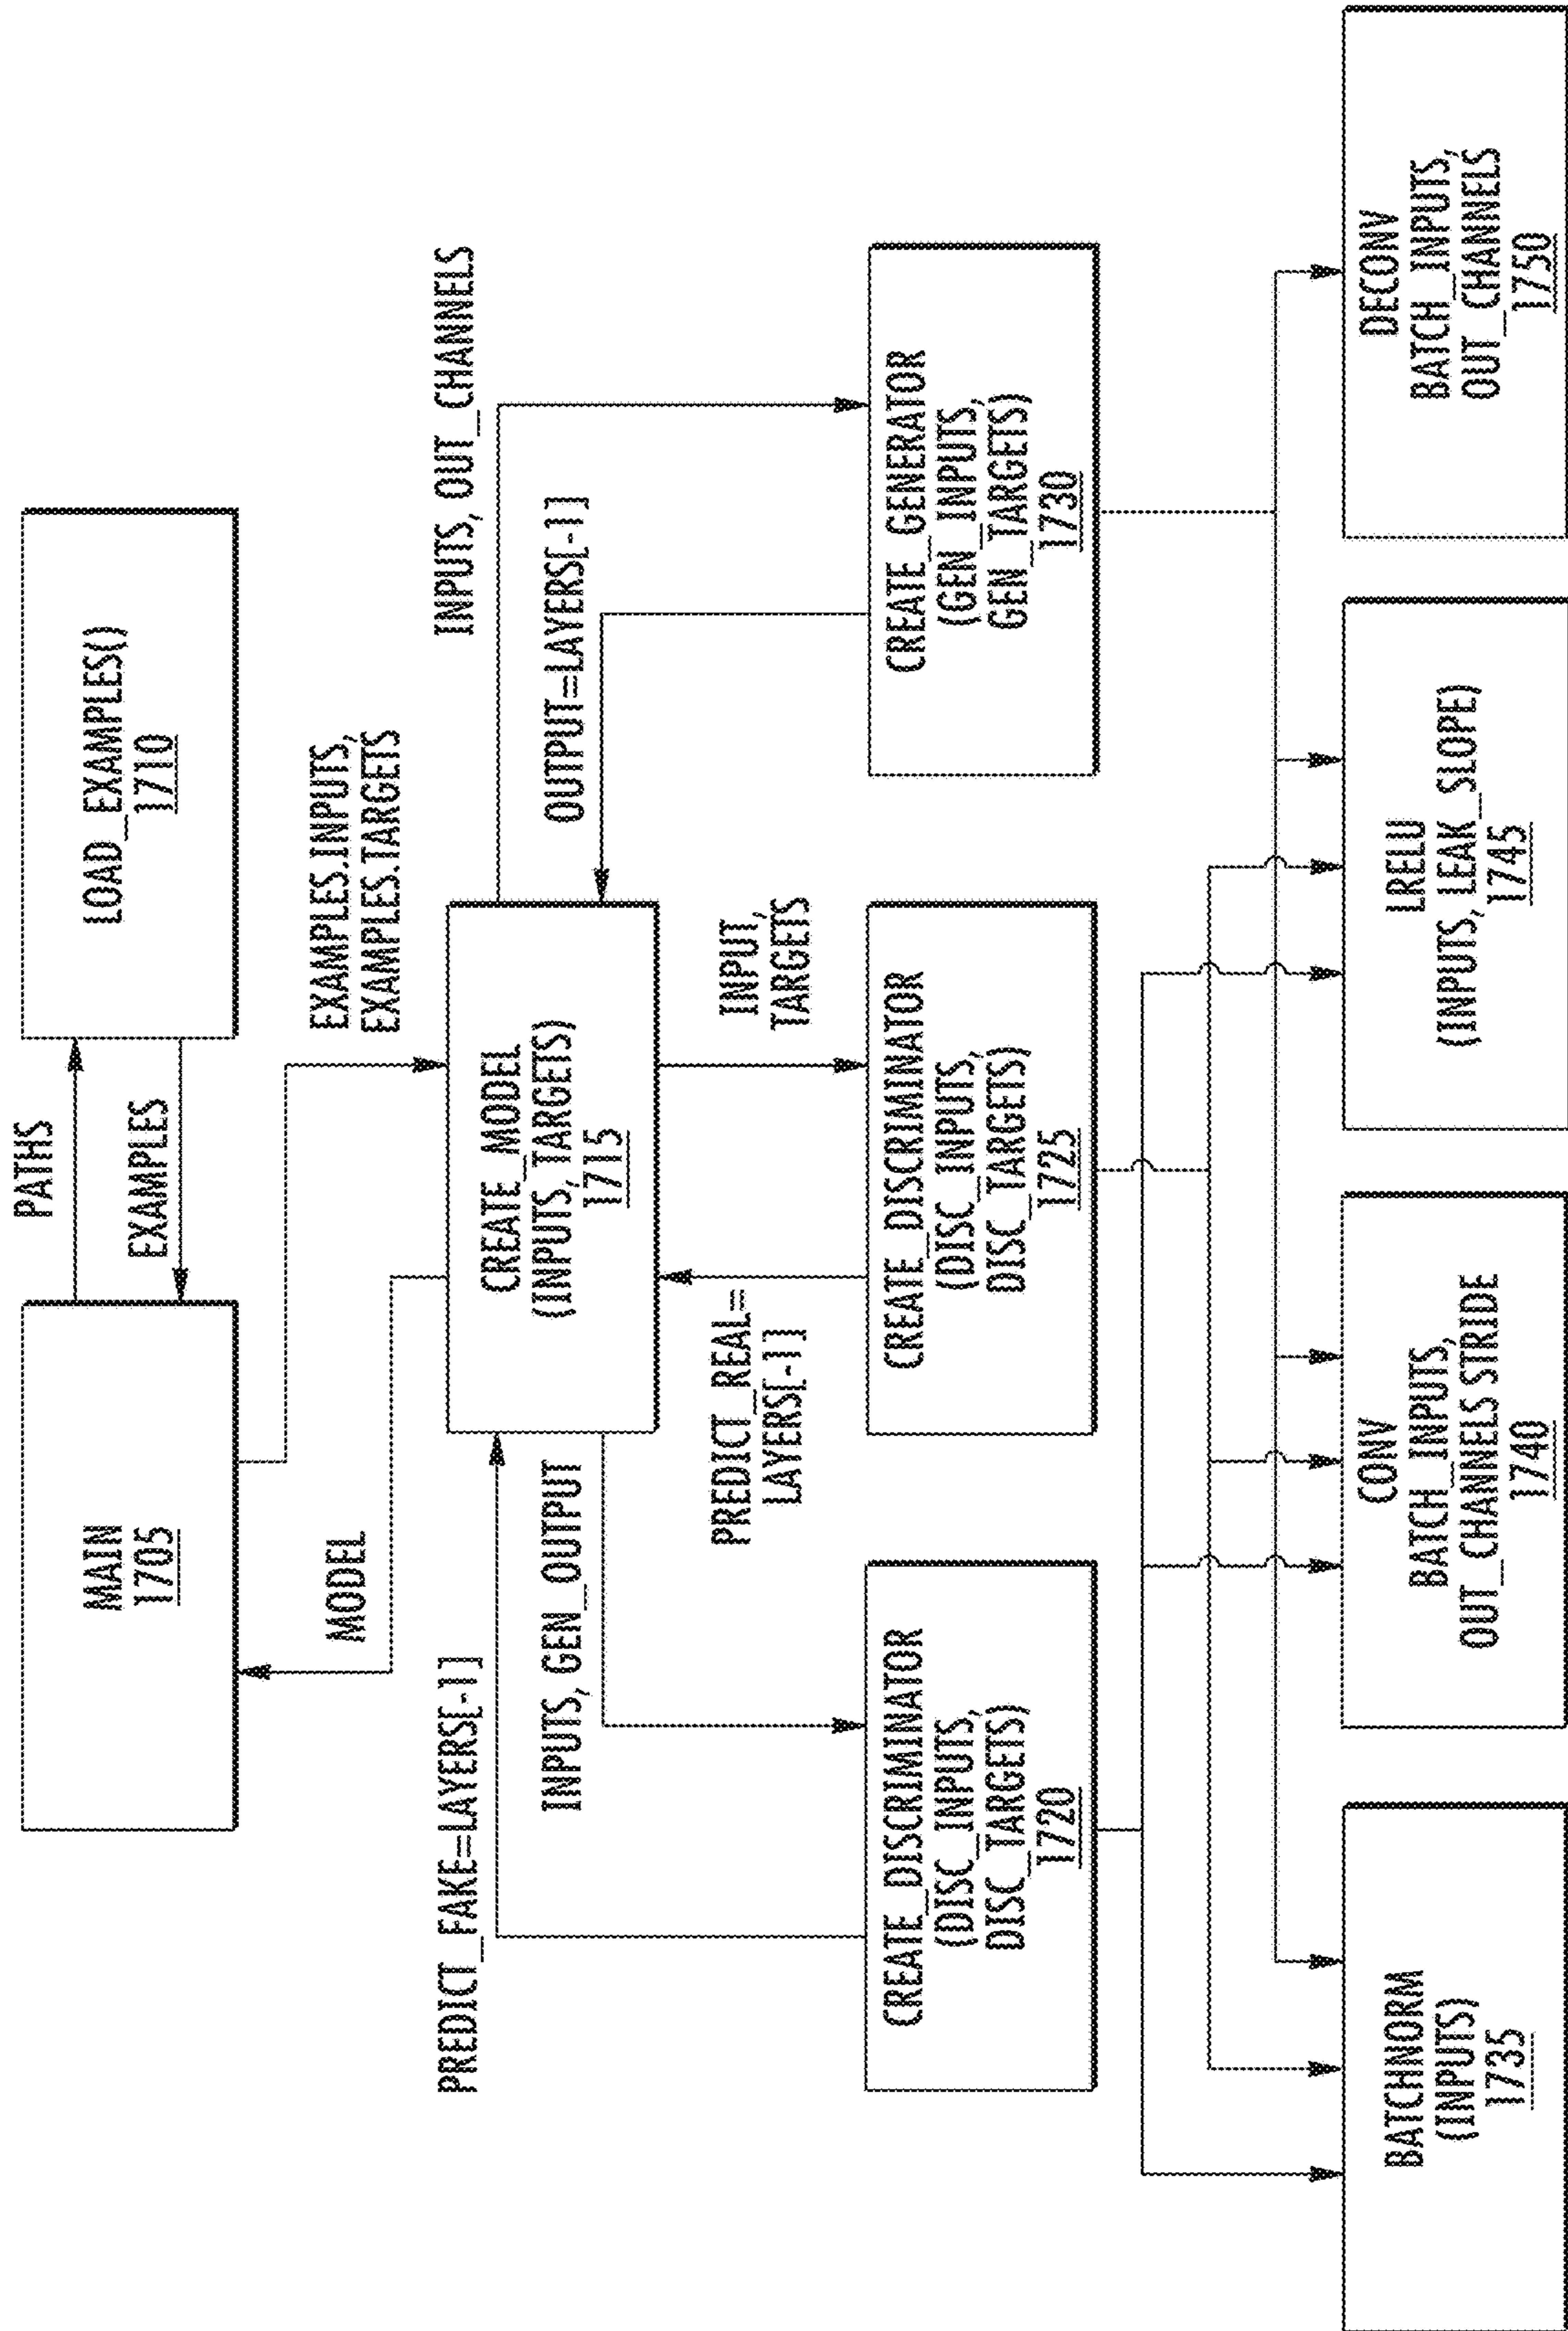 MAIN
1705
PATHS
EXAMPLES
LOAD_EXAMPLES()
1710
MODEL
EXAMPLES.INPUTS,
EXAMPLES.TARGETS
PREDICT_FAKE=LAYERS[-1]
INPUTS, GEN_OUTPUT
CREATE_MODEL
(INPUTS, TARGETS)
1715
INPUTS, OUT_CHANNELS
OUTPUT=LAYERS[-1]
PREDICT_REAL=
LAYERS[-1]
INPUT,
TARGETS
CREATE_DISCRIMINATOR
(DISC_INPUTS,
DISC_TARGETS)
1720
CREATE_DISCRIMINATOR
(DISC_INPUTS,
DISC_TARGETS)
1725
CREATE_GENERATOR
(GEN_INPUTS,
GEN_TARGETS)
1730
BATCHNORM
(INPUTS)
1735
CONV
BATCH_INPUTS,
OUT_CHANNELS STRIDE
1740
LRELU
(INPUTS, LEAK_SLOPE)
1745
DECONV
BATCH_INPUTS,
OUT_CHANNELS
1750